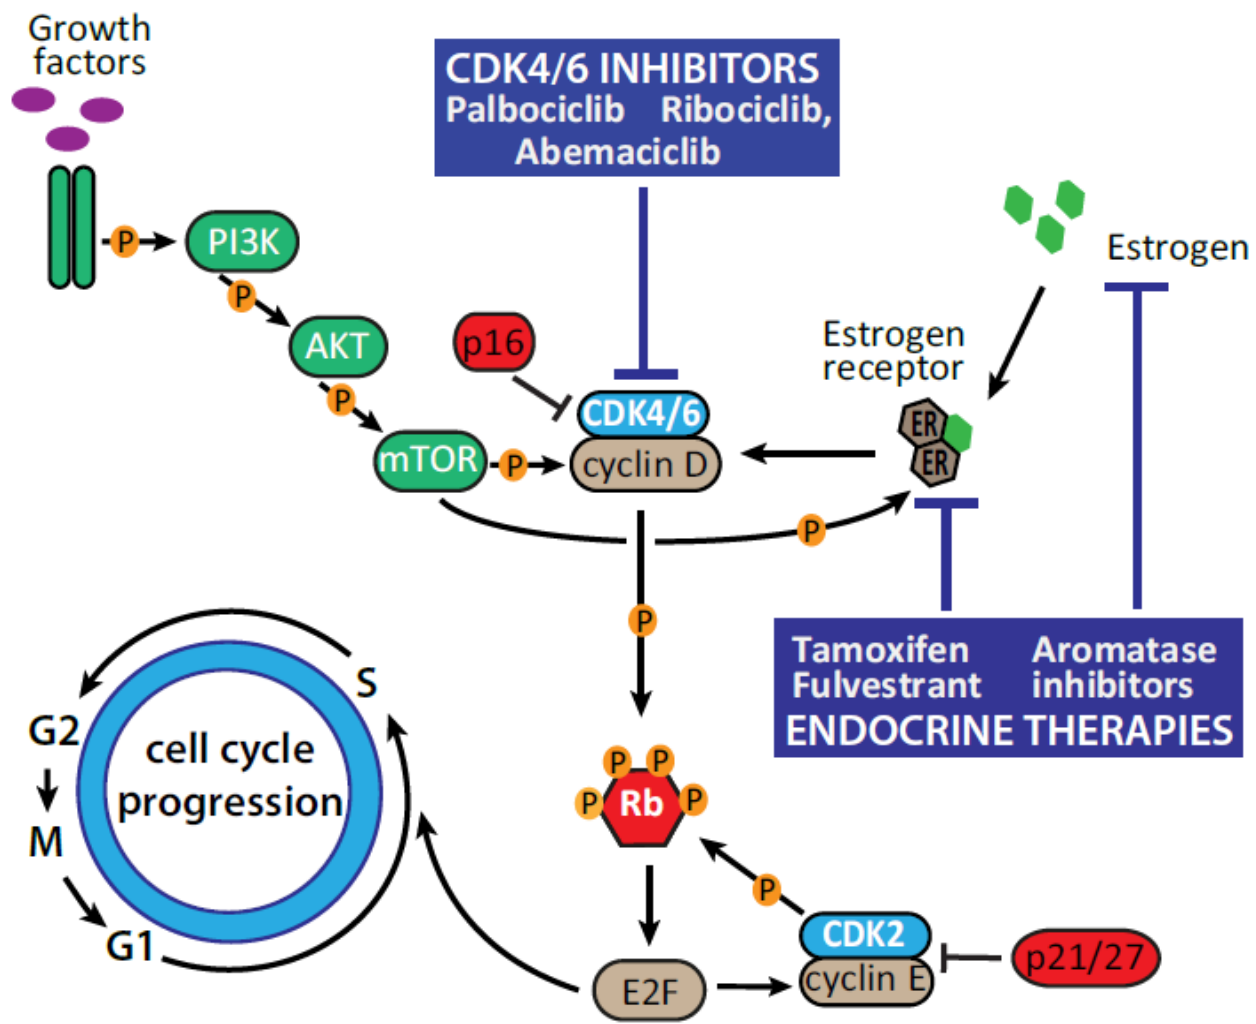 Growth
factors
CDK4/6 INHIBITORS
Palbociclib Ribociclib,
Abemaciclib
P
PI3K
Estrogen
P
AKT
p16
Estrogen
receptor
P
CDK4/6
ER
mTOR
P
cyclin D
ER
P
P
Tamoxifen
Fulvestrant
Aromatase
inhibitors
ENDOCRINE THERAPIES
S
G2
M
G1
cell cycle
progression
P
P
P
Rb
P
P
CDK2
cyclin E
p21/27
E2F